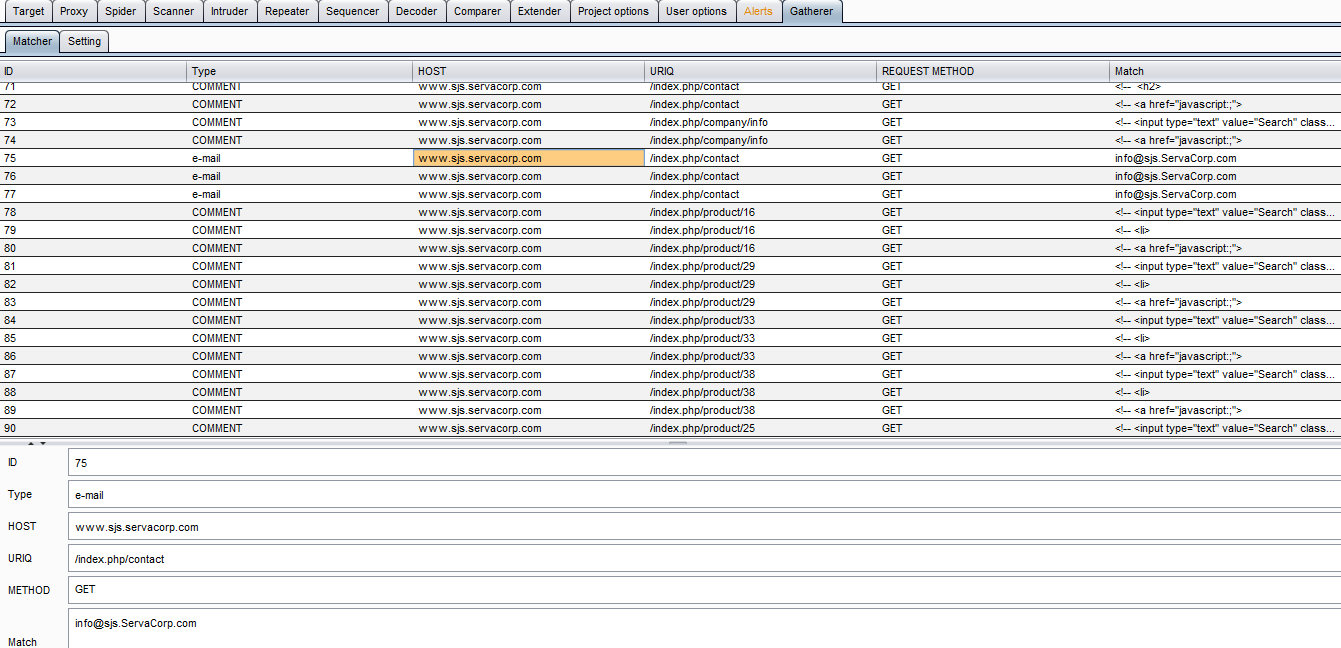 Target Proxy Spider Scanner Intruder Repeater Sequencer Decoder Comparer Extender Project options User options Alerts Gatherer
Matcher Setting
ID Type HOST URIQ REQUEST METHOD Match
71 COMMENT www.sjs.servacorp.com /index.php/contact GET <!-- <h2>
72 COMMENT www.sjs.servacorp.com /index.php/contact GET <!-- <a href="javascript:;">
73 COMMENT www.sjs.servacorp.com /index.php/company/info GET <!-- <input type="text" value="Search" class...
74 COMMENT www.sjs.servacorp.com /index.php/company/info GET <!-- <a href="javascript:;">
75 e-mail www.sjs.servacorp.com /index.php/contact GET info@sjs.ServaCorp.com
76 e-mail www.sjs.servacorp.com /index.php/contact GET info@sjs.ServaCorp.com
77 e-mail www.sjs.servacorp.com /index.php/contact GET info@sjs.ServaCorp.com
78 COMMENT www.sjs.servacorp.com /index.php/product/16 GET <!-- <input type="text" value="Search" class...
79 COMMENT www.sjs.servacorp.com /index.php/product/16 GET <!-- <li>
80 COMMENT www.sjs.servacorp.com /index.php/product/16 GET <!-- <a href="javascript:;">
81 COMMENT www.sjs.servacorp.com /index.php/product/29 GET <!-- <input type="text" value="Search" class...
82 COMMENT www.sjs.servacorp.com /index.php/product/29 GET <!-- <li>
83 COMMENT www.sjs.servacorp.com /index.php/product/29 GET <!-- <a href="javascript:;">
84 COMMENT www.sjs.servacorp.com /index.php/product/33 GET <!-- <input type="text" value="Search" class...
85 COMMENT www.sjs.servacorp.com /index.php/product/33 GET <!-- <li>
86 COMMENT www.sjs.servacorp.com /index.php/product/33 GET <!-- <a href="javascript:;">
87 COMMENT www.sjs.servacorp.com /index.php/product/38 GET <!-- <input type="text" value="Search" class...
88 COMMENT www.sjs.servacorp.com /index.php/product/38 GET <!-- <li>
89 COMMENT www.sjs.servacorp.com /index.php/product/38 GET <!-- <a href="javascript:;">
90 COMMENT www.sjs.servacorp.com /index.php/product/25 GET <!-- <input type="text" value="Search" class...
ID 75
Type e-mail
HOST www.sjs.servacorp.com
URIQ /index.php/contact
METHOD GET
info@sjs.ServaCorp.com
Match